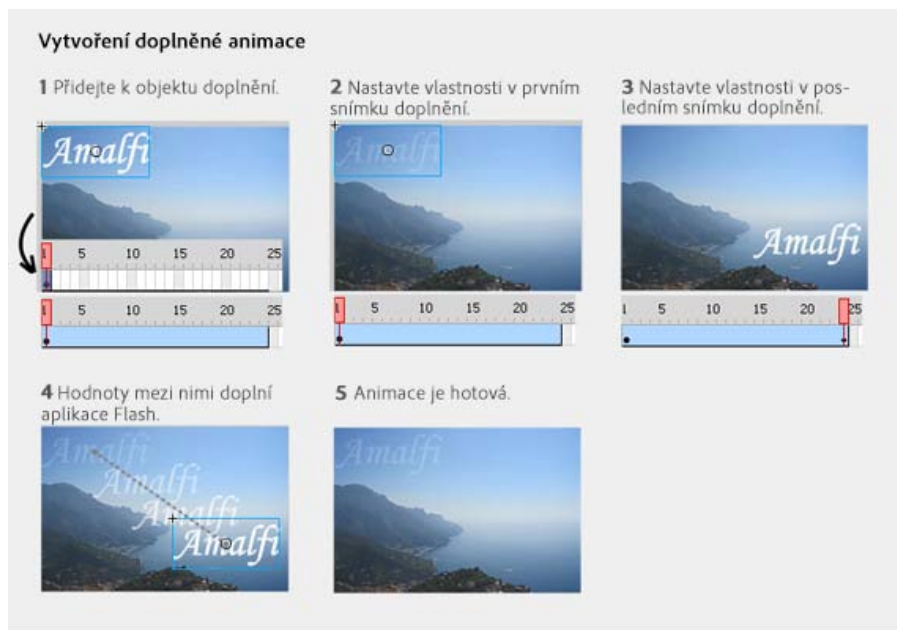 Vytvoření doplněné animace
1 Přidejte k objektu doplnění.
Amalfi
1 5 10 15 20 25
1 5 10 15 20 25
2 Nastavte vlastnosti v prvním
snímku doplnění.
Amalfi
1 5 10 15 20 25
3 Nastavte vlastnosti v pos-
ledním snímku doplnění.
Amalfi
1 5 10 15 20 25
4 Hodnoty mezi nimi doplní
aplikace Flash.
Amalfi
Amalfi
Amalfi
Amalfi
5 Animace je hotová.
Amalfi